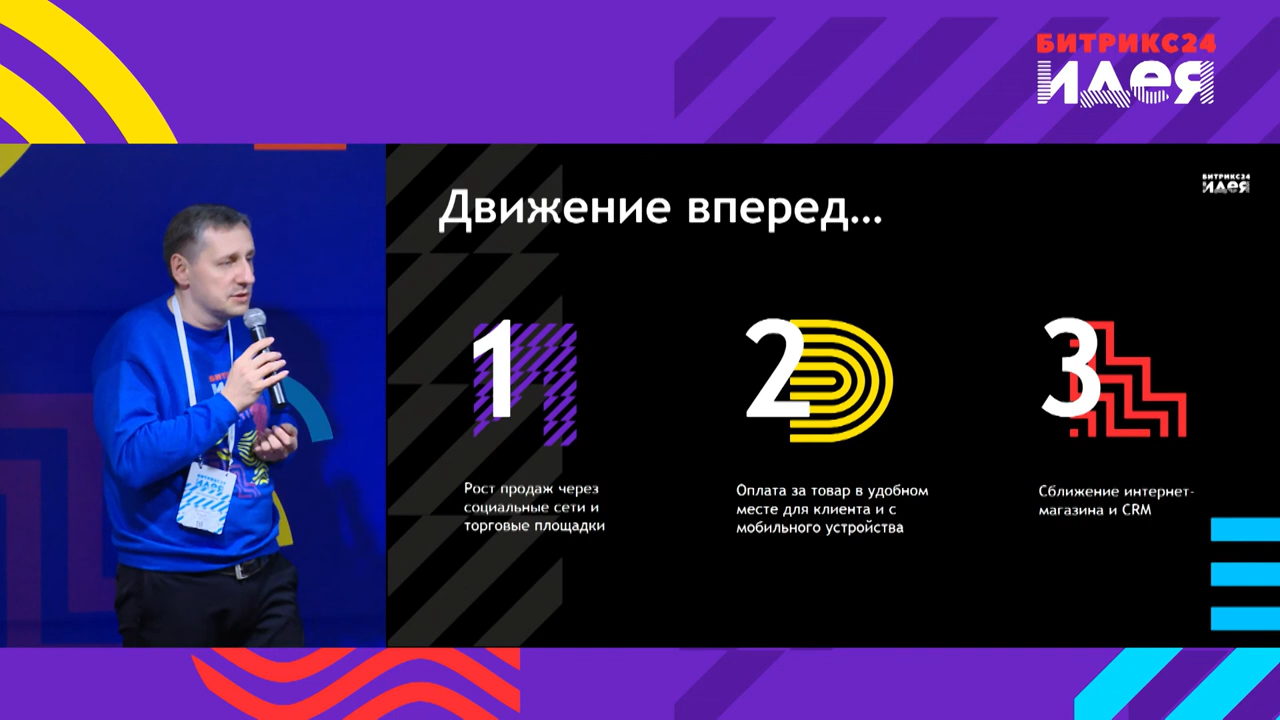 БИТРИКС24
ИДЕЯ
БИТРИКС24
ИДЕЯ
Движение вперед...
1
2
3
Рост продаж через
социальные сети и
торговые площадки
Оплата за товар в удобном
месте для клиента и с
мобильного устройства
Сближение интернет-
магазина и CRM